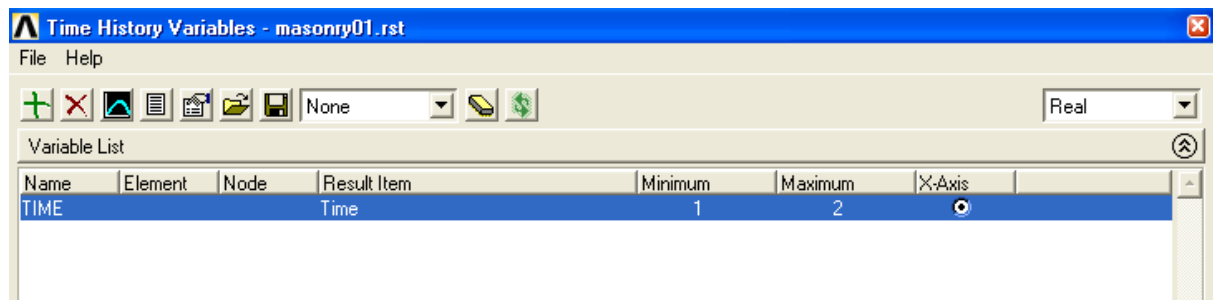 Time History Variables - masonry01.rst
File Help
None Real
Variable List
Name Element Node Result Item Minimum Maximum X-Axis
TIME Time 1 2